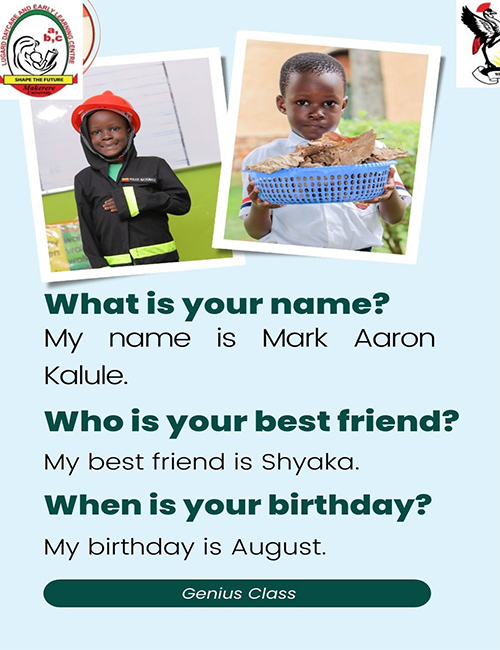 LUGARD DAYCARE AND EARLY LEARNING CENTRE
a,
b,c
SHAPE THE FUTURE
Makerere
What is your name?
My name is Mark Aaron
Kalule.
Who is your best friend?
My best friend is Shyaka.
When is your birthday?
My birthday is August.
Genius Class